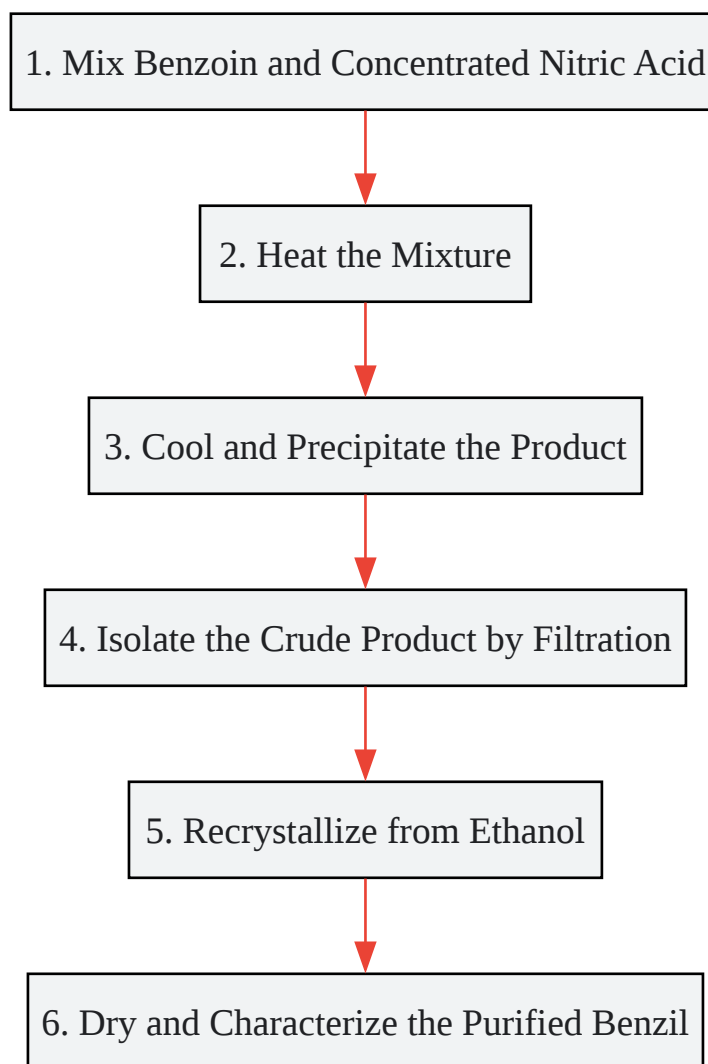 1. Mix Benzoin and Concentrated Nitric Acid
2. Heat the Mixture
3. Cool and Precipitate the Product
4. Isolate the Crude Product by Filtration
5. Recrystallize from Ethanol
6. Dry and Characterize the Purified Benzil